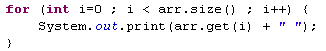 for (int i=0 ; i < arr.size() ; i++) {
    System.out.print(arr.get(i) + " ");
}